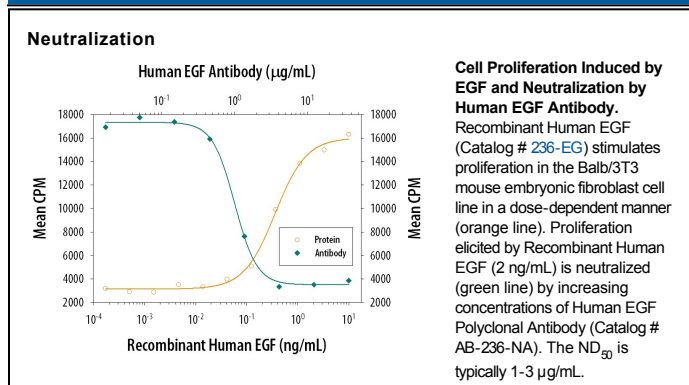 Neutralization
Human EGF Antibody (μg/mL)
10-1 100 101
18000 18000
16000 16000
14000 14000
12000 12000
10000 10000
8000 8000
6000 6000
4000 4000
2000 2000
Mean CPM
Mean CPM
Protein
Antibody
10-4 10-3 10-2 10-1 100 101
Recombinant Human EGF (ng/mL)
Cell Proliferation Induced by
EGF and Neutralization by
Human EGF Antibody.
Recombinant Human EGF
(Catalog # 236-EG) stimulates
proliferation in the Balb/3T3
mouse embryonic fibroblast cell
line in a dose-dependent manner
(orange line). Proliferation
elicited by Recombinant Human
EGF (2 ng/mL) is neutralized
(green line) by increasing
concentrations of Human EGF
Polyclonal Antibody (Catalog #
AB-236-NA). The ND50 is
typically 1-3 μg/mL.